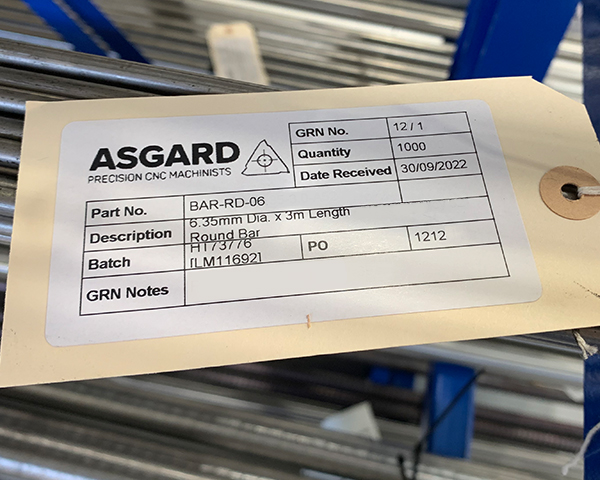 ASGARD
PRECISION CNC MACHINISTS
GRN No. 12 / 1
Quantity 1000
Date Received 30/09/2022
Part No. BAR-RD-06
Description 6.35mm Dia. x 3m Length
Round Bar
Batch HT73776 PO 1212
[LM11692]
GRN Notes